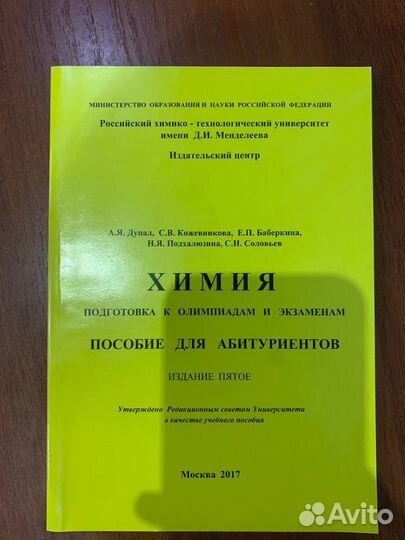 МИНИСТЕРСТВО ОБРАЗОВАНИЯ И НАУКИ РОССИЙСКОЙ ФЕДЕРАЦИИ
Российский химико - технологический университет
имени Д.И. Менделеева
Издательский центр
А.Я. Дупал, С.В. Кожевникова, Е.П. Баберкина,
Н.Я. Подхалюзина, С.Н. Соловьев
ХИМИЯ
ПОДГОТОВКА К ОЛИМПИАДАМ И ЭКЗАМЕНАМ
ПОСОБИЕ ДЛЯ АБИТУРИЕНТОВ
ИЗДАНИЕ ПЯТОЕ
Утверждено Редакционным советом Университета
в качестве учебного пособия
Москва 2017
Avito